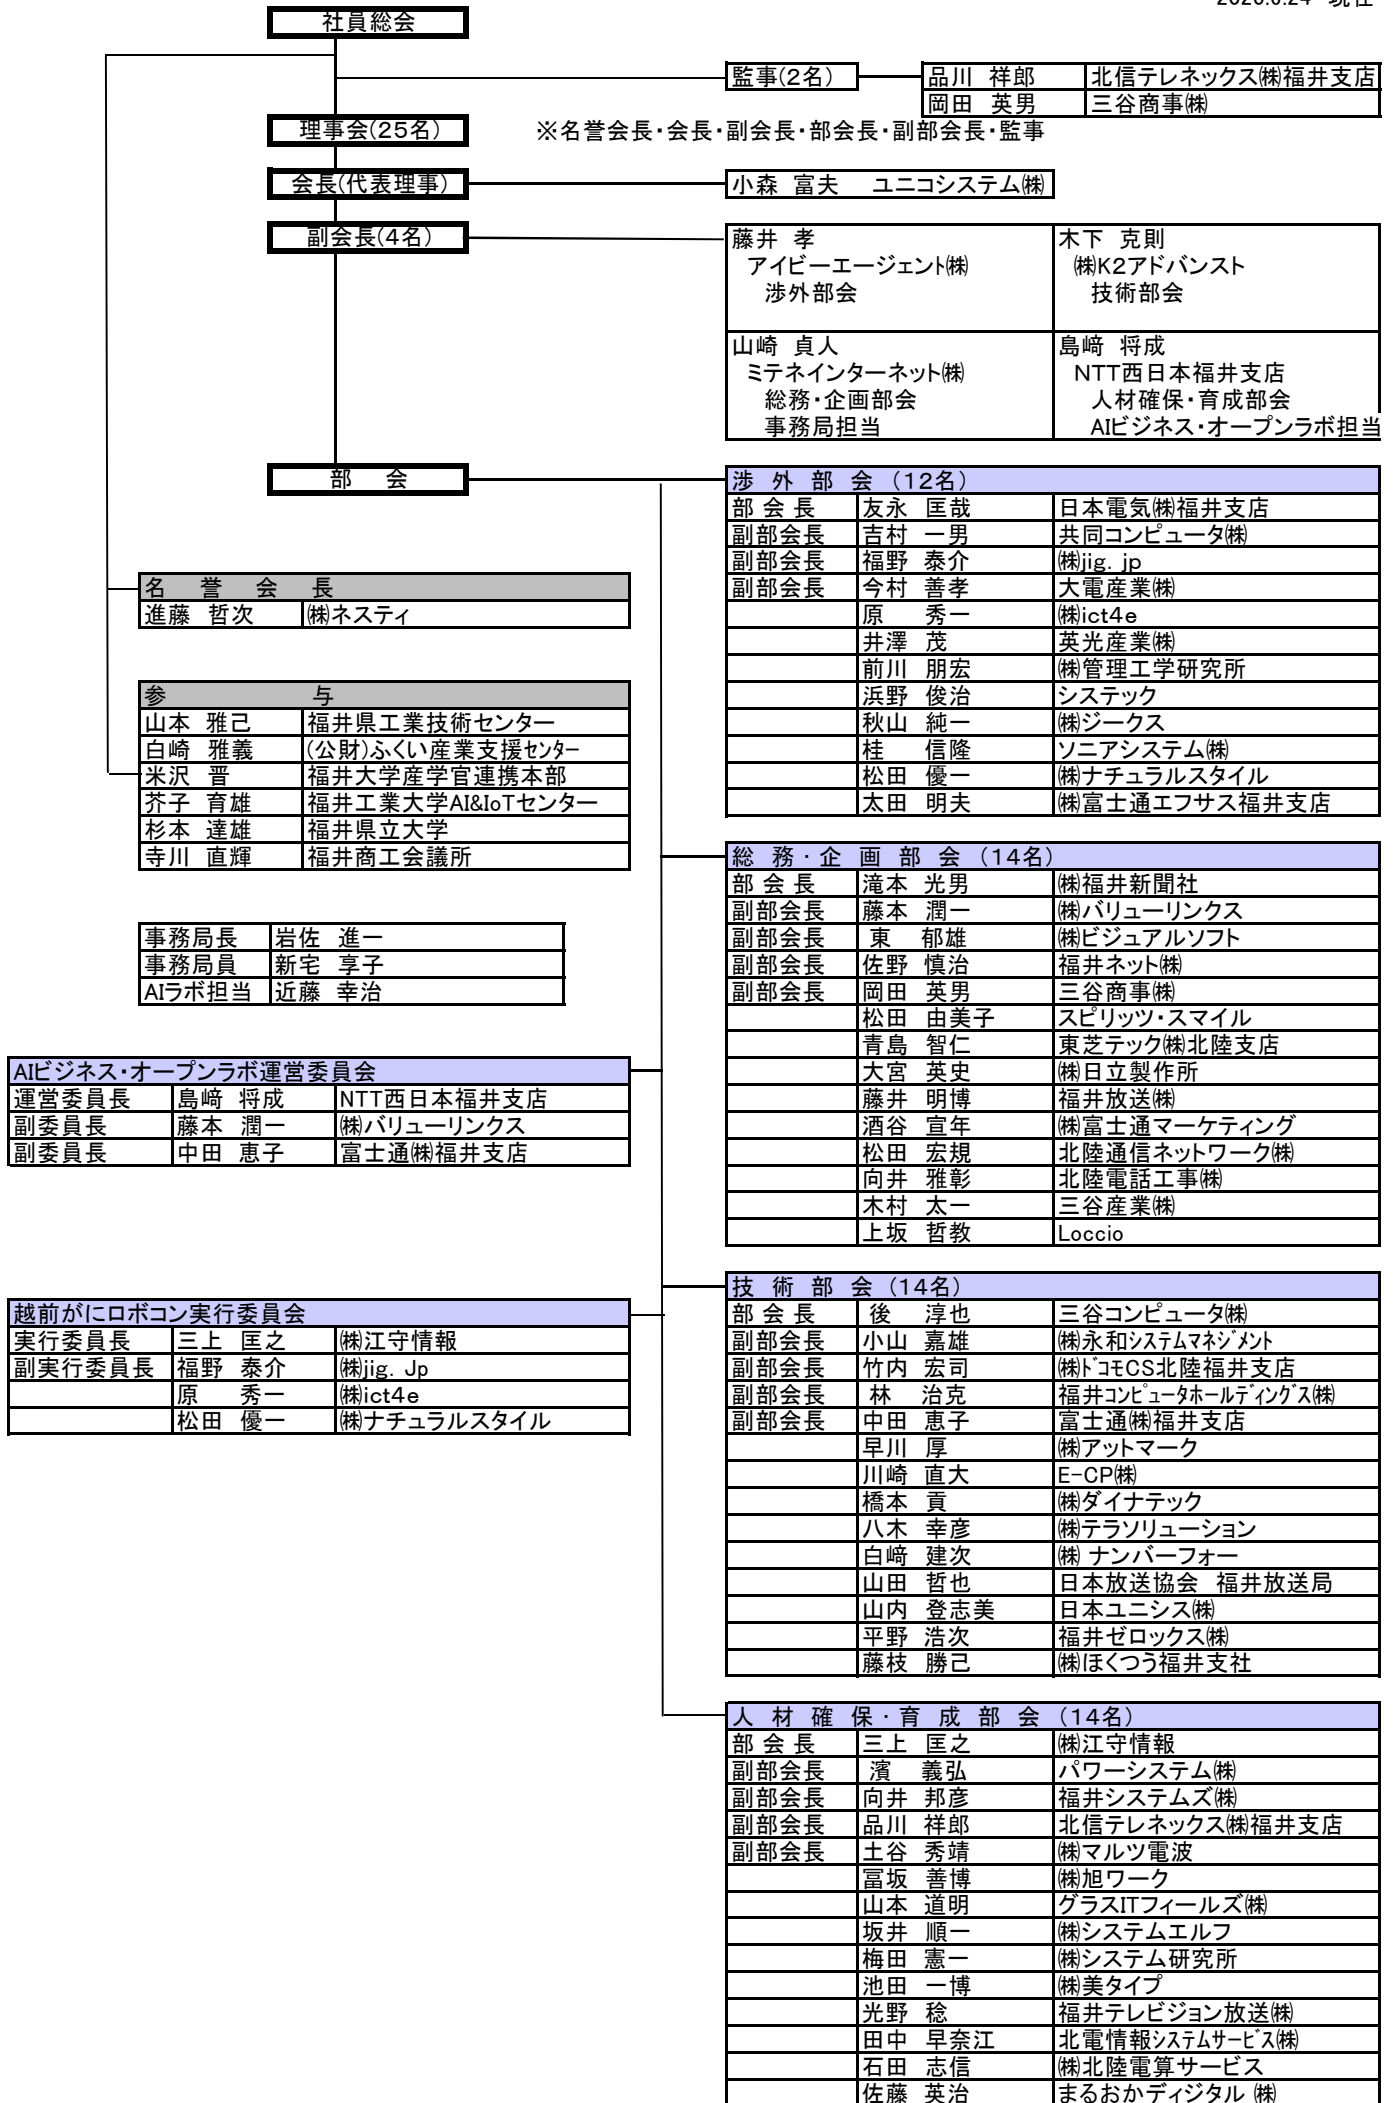 社員総会
監事(2名)
品川 祥郎 北信テレネックス㈱福井支店
岡田 英男 三谷商事㈱
理事会(25名) ※名誉会長・会長・副会長・部会長・副部会長・監事
会長(代表理事) 小森 富夫 ユニコシステム㈱
副会長(4名)
藤井 孝
アイビーエージェント㈱
渉外部会
木下 克則
㈱K2アドバンスト
技術部会
山崎 貞人
ミテネインターネット㈱
総務・企画部会
事務局担当
島﨑 将成
NTT西日本福井支店
人材確保・育成部会
AIビジネス・オープンラボ担当
部 会
渉 外 部 会 (12名)
部 会 長 友永 匡哉 日本電気㈱福井支店
副部会長 吉村 一男 共同コンピュータ㈱
副部会長 福野 泰介 ㈱jig. jp
副部会長 今村 善孝 大電産業㈱
原 秀一 ㈱ict4e
井澤 茂 英光産業㈱
前川 朋宏 ㈱管理工学研究所
浜野 俊治 システック
秋山 純一 ㈱ジークス
桂 信隆 ソニアシステム㈱
松田 優一 ㈱ナチュラルスタイル
太田 明夫 ㈱富士通エフサス福井支店
名 誉 会 長
進藤 哲次 ㈱ネスティ
参 与
山本 雅己 福井県工業技術センター
白崎 雅義 (公財)ふくい産業支援ｾﾝﾀｰ
米沢 晋 福井大学産学官連携本部
芥子 育雄 福井工業大学AI&IoTセンター
杉本 達雄 福井県立大学
寺川 直輝 福井商工会議所
事務局長 岩佐 進一
事務局員 新宅 享子
AIラボ担当 近藤 幸治
総 務・企 画 部 会 (14名)
部 会 長 滝本 光男 ㈱福井新聞社
副部会長 藤本 潤一 ㈱バリューリンクス
副部会長 東 郁雄 ㈱ビジュアルソフト
副部会長 佐野 慎治 福井ネット㈱
副部会長 岡田 英男 三谷商事㈱
松田 由美子 スピリッツ・スマイル
青島 智仁 東芝テック㈱北陸支店
大宮 英史 ㈱日立製作所
藤井 明博 福井放送㈱
酒谷 宣年 ㈱富士通マーケティング
松田 宏規 北陸通信ネットワーク㈱
向井 雅彰 北陸電話工事㈱
木村 太一 三谷産業㈱
上坂 哲教 Loccio
AIビジネス・オープンラボ運営委員会
運営委員長 島﨑 将成 NTT西日本福井支店
副委員長 藤本 潤一 ㈱バリューリンクス
副委員長 中田 恵子 富士通㈱福井支店
技 術 部 会 (14名)
部 会 長 後 淳也 三谷コンピュータ㈱
副部会長 小山 嘉雄 ㈱永和ｼｽﾃﾑﾏﾈｼﾞﾒﾝﾄ
副部会長 竹内 宏司 ㈱ﾄﾞｺﾓCS北陸福井支店
副部会長 林 治克 福井ｺﾝﾋﾟｭｰﾀﾎｰﾙﾃﾞｨﾝｸﾞｽ㈱
副部会長 中田 恵子 富士通㈱福井支店
早川 厚 ㈱アットマーク
川崎 直大 E-CP㈱
橋本 貢 ㈱ダイナテック
八木 幸彦 ㈱テラソリューション
白﨑 建次 ㈱ ナンバーフォー
山田 哲也 日本放送協会 福井放送局
山内 登志美 日本ユニシス㈱
平野 浩次 福井ゼロックス㈱
藤枝 勝己 ㈱ほくつう福井支社
越前がにロボコン実行委員会
実行委員長 三上 匡之 ㈱江守情報
副実行委員長 福野 泰介 ㈱jig. Jp
原 秀一 ㈱ict4e
松田 優一 ㈱ナチュラルスタイル
人 材 確 保・育 成 部 会 (14名)
部 会 長 三上 匡之 ㈱江守情報
副部会長 濱 義弘 パワーシステム㈱
副部会長 向井 邦彦 福井システムズ㈱
副部会長 品川 祥郎 北信テレネックス㈱福井支店
副部会長 土谷 秀靖 ㈱マルツ電波
冨坂 善博 ㈱旭ワーク
山本 道明 グラスITフィールズ㈱
坂井 順一 ㈱システムエルフ
梅田 憲一 ㈱システム研究所
池田 一博 ㈱美タイプ
光野 稔 福井テレビジョン放送㈱
田中 早奈江 北電情報ｼｽﾃﾑｻｰﾋﾞｽ㈱
石田 志信 ㈱北陸電算サービス
佐藤 英治 まるおかディジタル ㈱